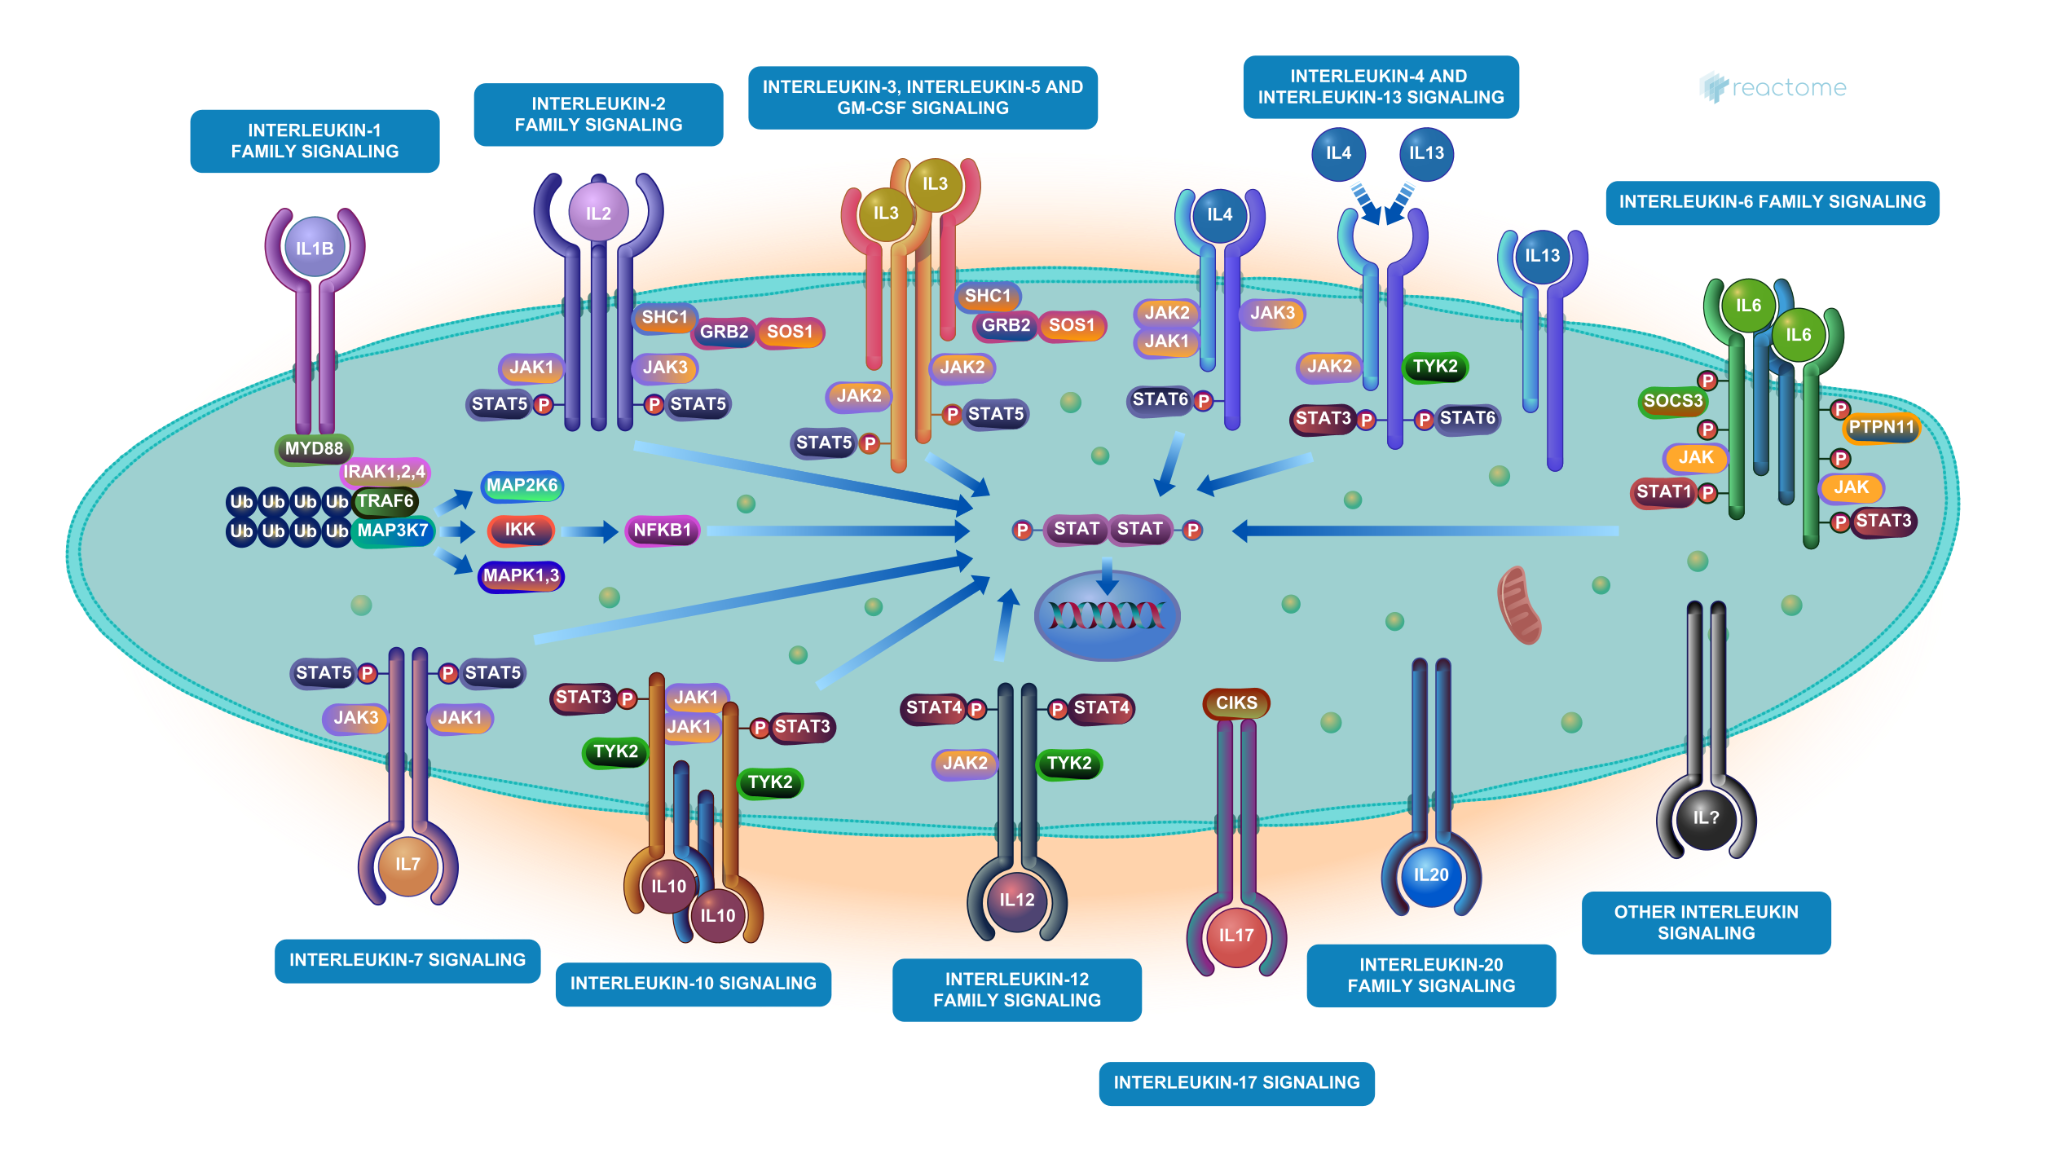 INTERLEUKIN-1
FAMILY SIGNALING
INTERLEUKIN-2
FAMILY SIGNALING
INTERLEUKIN-3, INTERLEUKIN-5 AND
GM-CSF SIGNALING
INTERLEUKIN-4 AND
INTERLEUKIN-13 SIGNALING
reactome
INTERLEUKIN-6 FAMILY SIGNALING
IL1B
MYD88
IRAK1,2,4
Ub Ub Ub Ub TRAF6
Ub Ub Ub Ub MAP3K7
MAP2K6
IKK
NFKB1
MAPK1,3
IL2
SHC1
GRB2 SOS1
JAK1
JAK3
STAT5 P
P STAT5
IL3
IL3
SHC1
GRB2 SOS1
JAK2
JAK2
P STAT5
STAT5 P
IL4
JAK2
JAK1
JAK3
STAT6 P
IL4
IL13
JAK2
TYK2
STAT3 P
P STAT6
IL13
IL6
IL6
P
SOCS3
P
JAK
STAT1 P
P
PTPN11
P
JAK
P STAT3
P STAT STAT P
STAT5 P
P STAT5
JAK3
JAK1
IL7
STAT3 P
JAK1
JAK1
P STAT3
TYK2
TYK2
IL10
IL10
STAT4 P
P STAT4
JAK2
TYK2
IL12
CIKS
IL17
IL20
IL?
INTERLEUKIN-7 SIGNALING
INTERLEUKIN-10 SIGNALING
INTERLEUKIN-12
FAMILY SIGNALING
INTERLEUKIN-17 SIGNALING
INTERLEUKIN-20
FAMILY SIGNALING
OTHER INTERLEUKIN
SIGNALING